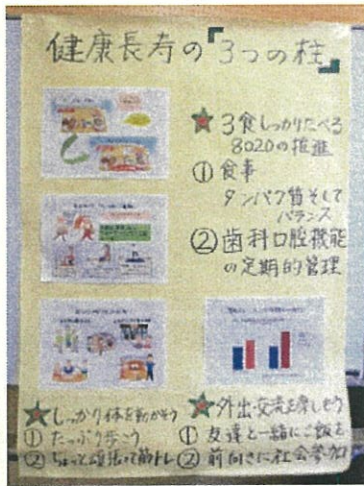 健康長寿の「3つの柱」
★3食しっかりたべる
8020の推進
①食事
タンパク質そして
バランス
②歯科口腔機能
の定期的管理
★しっかり体を動かそう
①たっぷり歩こう
②ちょっと頑張って筋トレ
★外出・交流を楽しもう
①友達と一緒にご飯を
②前向きに社会参加